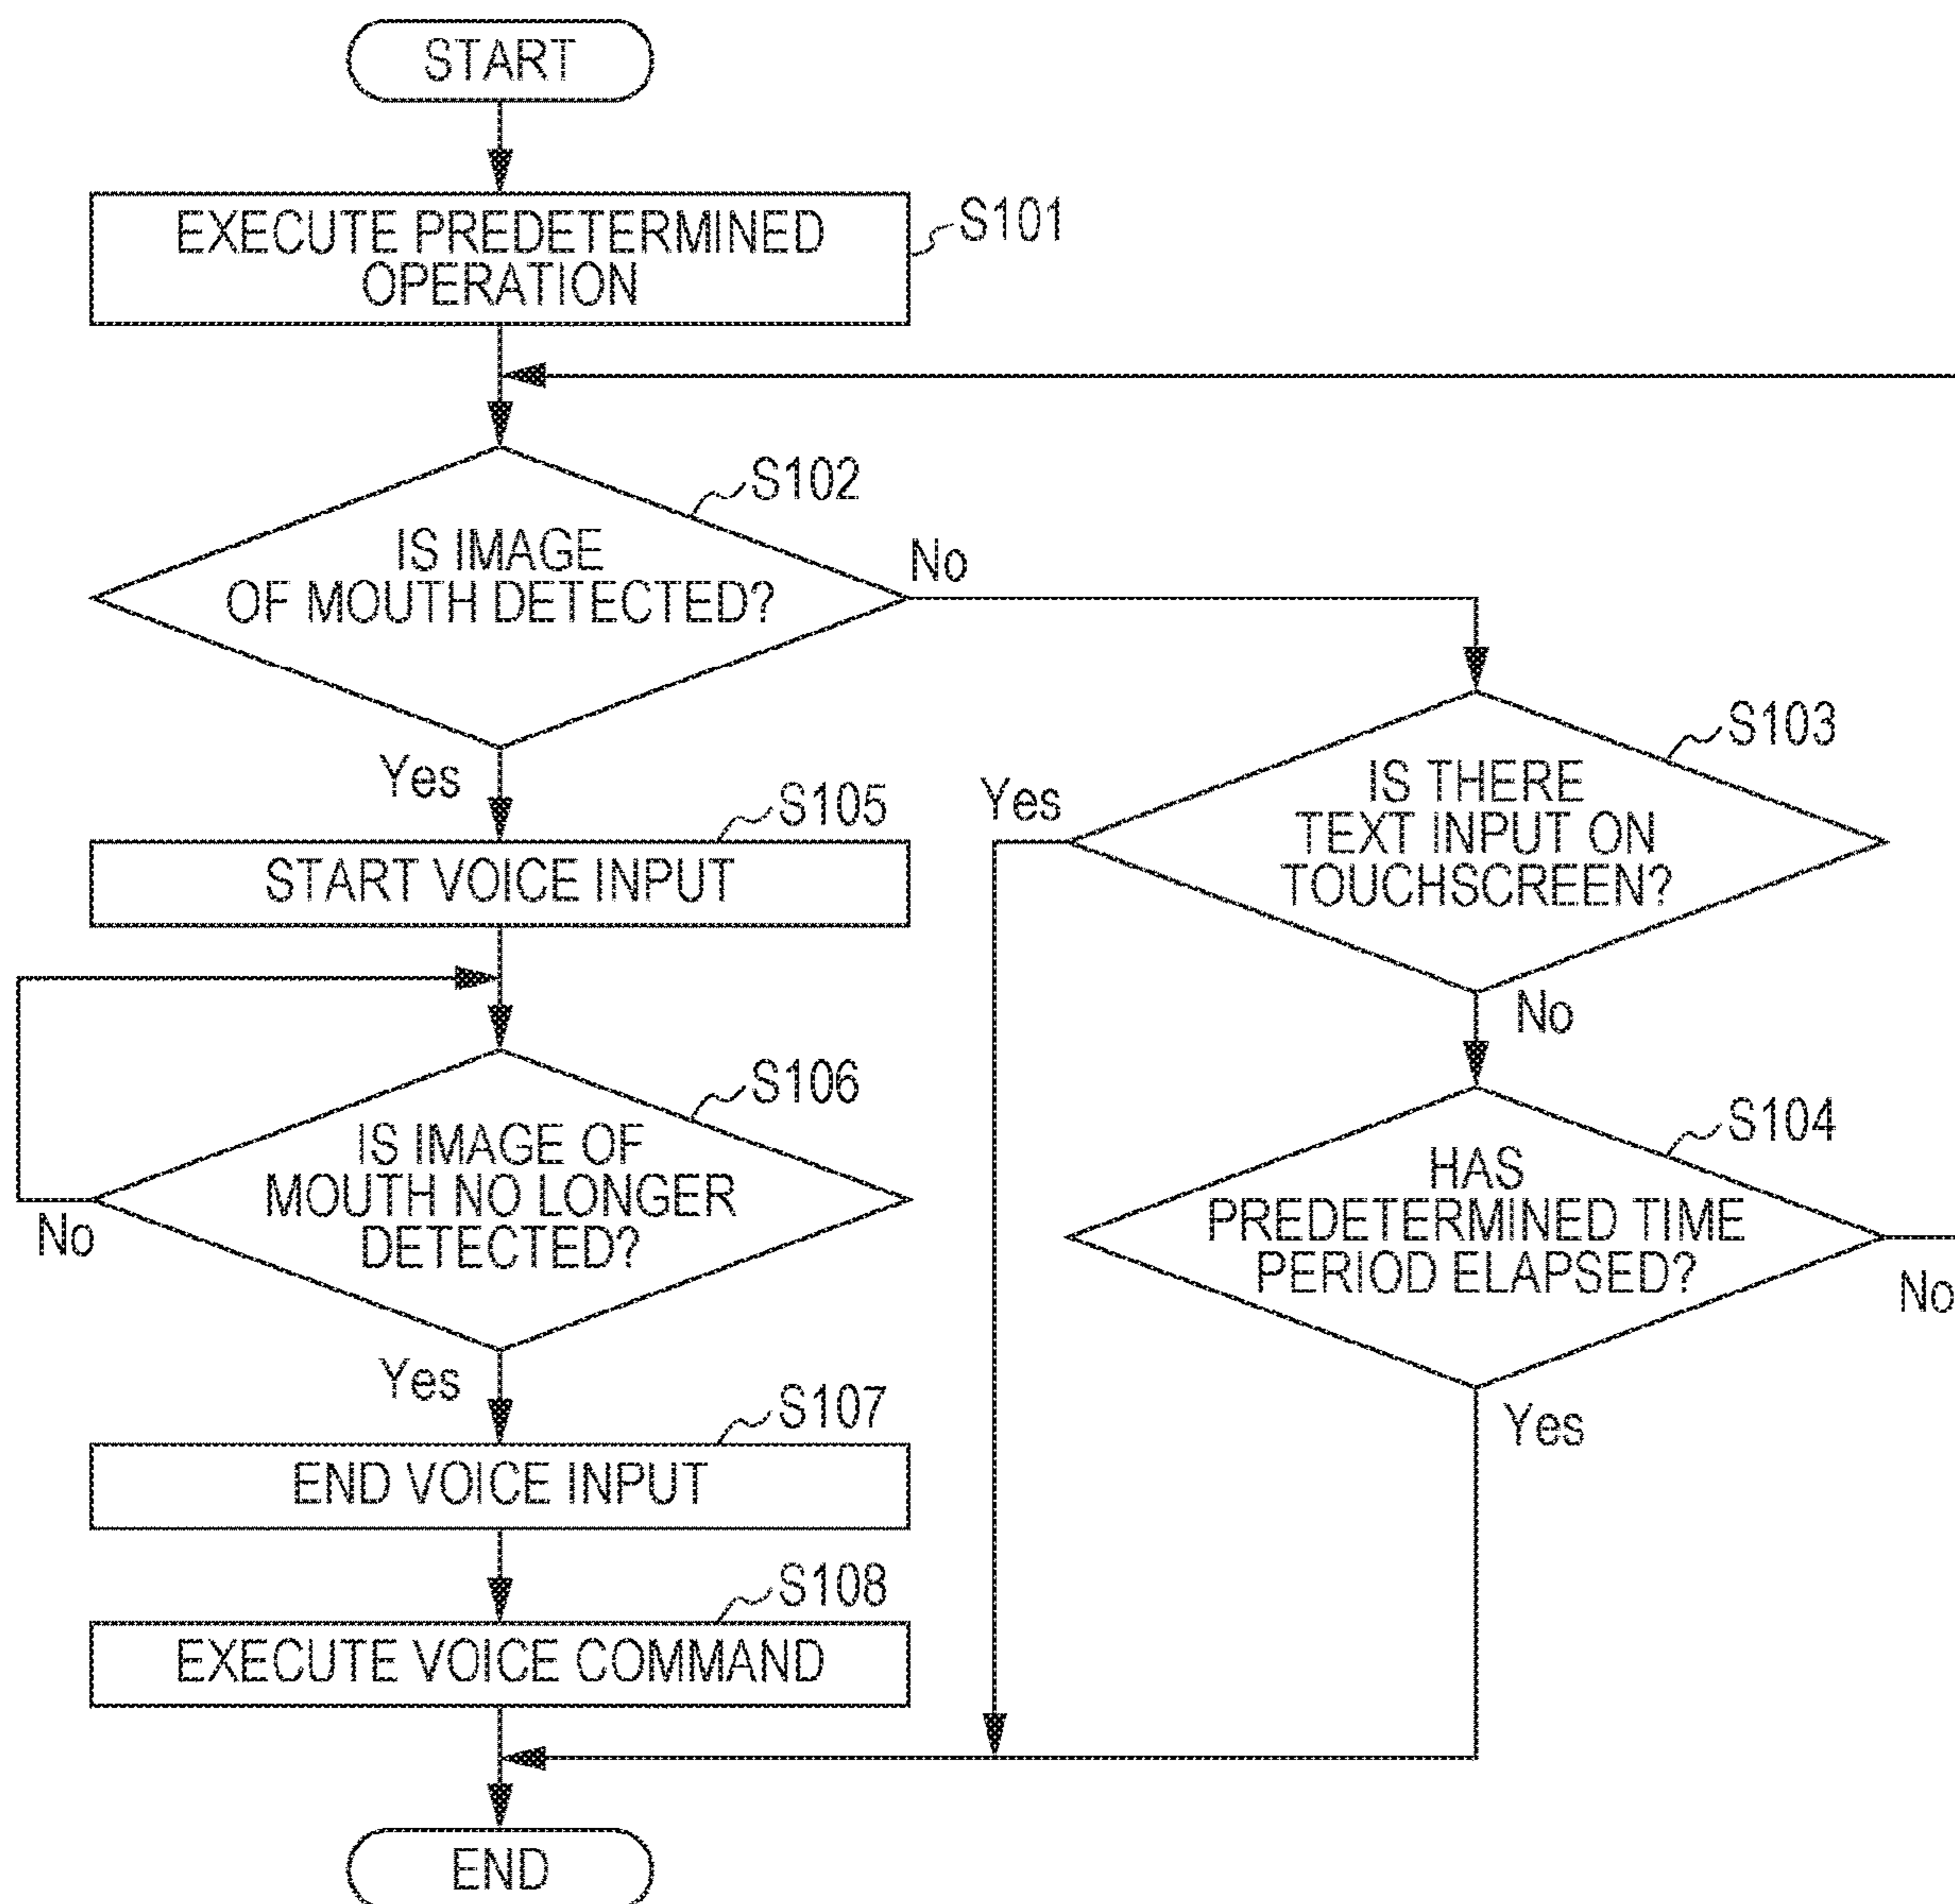 START
EXECUTE PREDETERMINED
OPERATION
S101
S102
IS IMAGE
OF MOUTH DETECTED?
No
Yes
S103
IS THERE
TEXT INPUT ON
TOUCHSCREEN?
Yes
No
S105
START VOICE INPUT
S106
IS IMAGE OF
MOUTH NO LONGER
DETECTED?
No
Yes
S104
HAS
PREDETERMINED TIME
PERIOD ELAPSED?
No
Yes
S107
END VOICE INPUT
S108
EXECUTE VOICE COMMAND
END